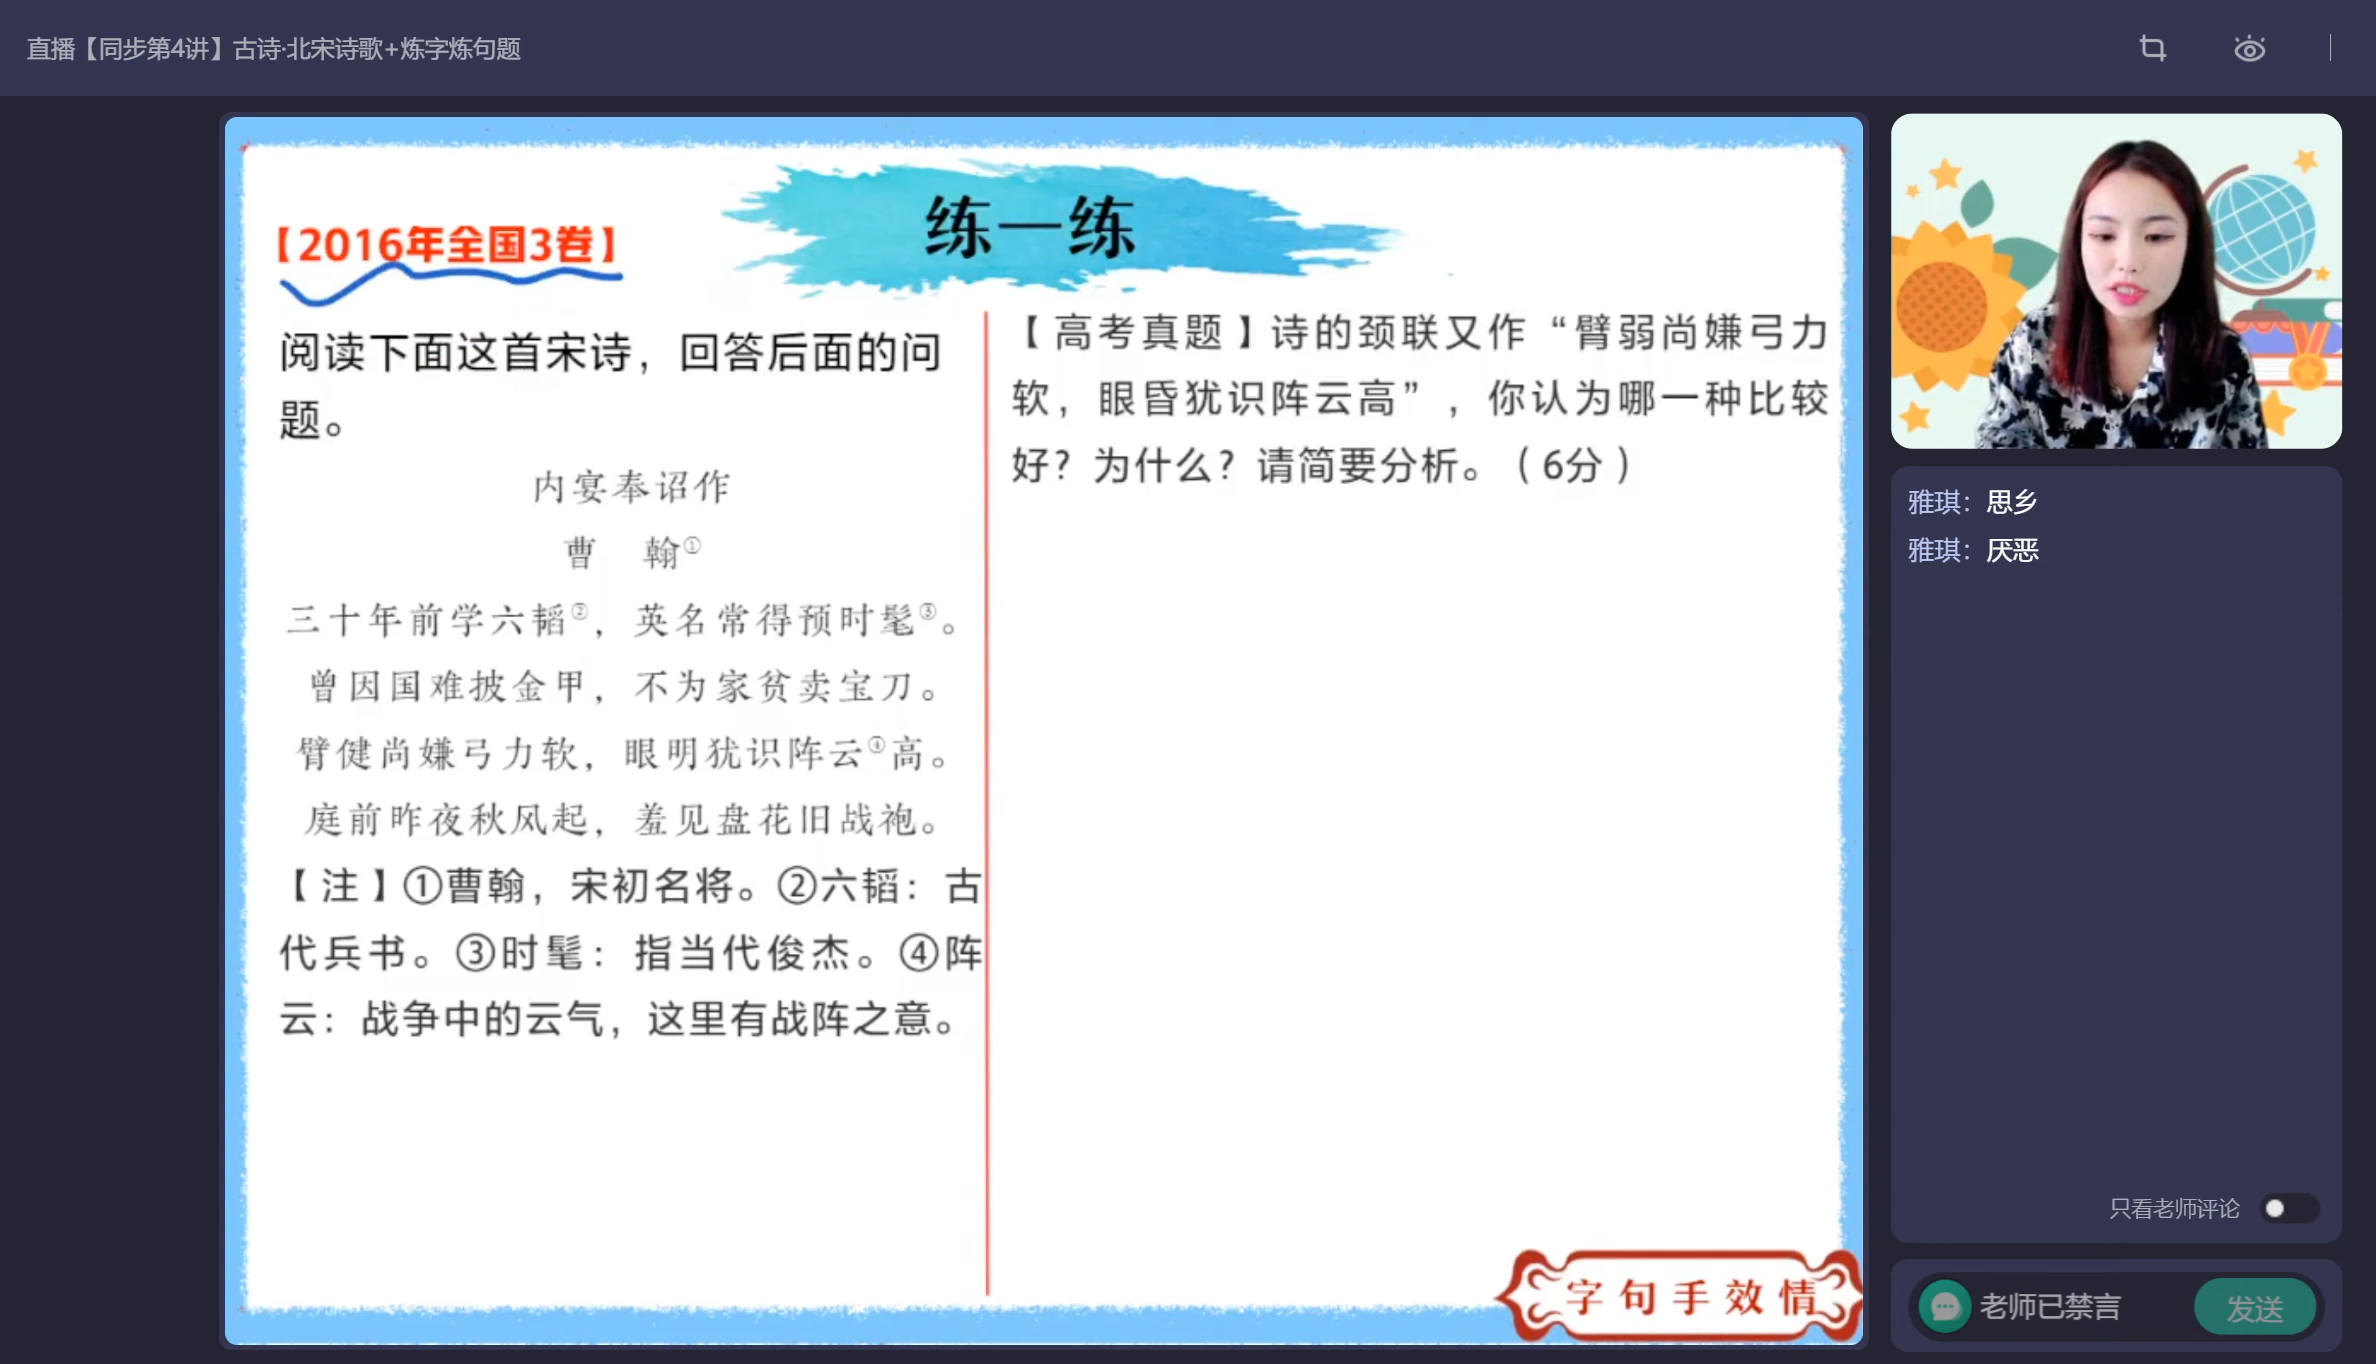 直播【同步第4讲】古诗·北宋诗歌+炼字炼句题
练一练
【2016年全国3卷】
阅读下面这首宋诗，回答后面的问
题。
内宴奉诏作
曹　翰①
三十年前学六韬②，英名常得预时髦③。
曾因国难披金甲，不为家贫卖宝刀。
臂健尚嫌弓力软，眼明犹识阵云④高。
庭前昨夜秋风起，羞见盘花旧战袍。
【注】①曹翰，宋初名将。②六韬：古
代兵书。③时髦：指当代俊杰。④阵
云：战争中的云气，这里有战阵之意。
【高考真题】诗的颈联又作“臂弱尚嫌弓力
软，眼昏犹识阵云高”，你认为哪一种比较
好？为什么？请简要分析。（6分）
字句手效情
雅琪：思乡
雅琪：厌恶
只看老师评论
老师已禁言
发送